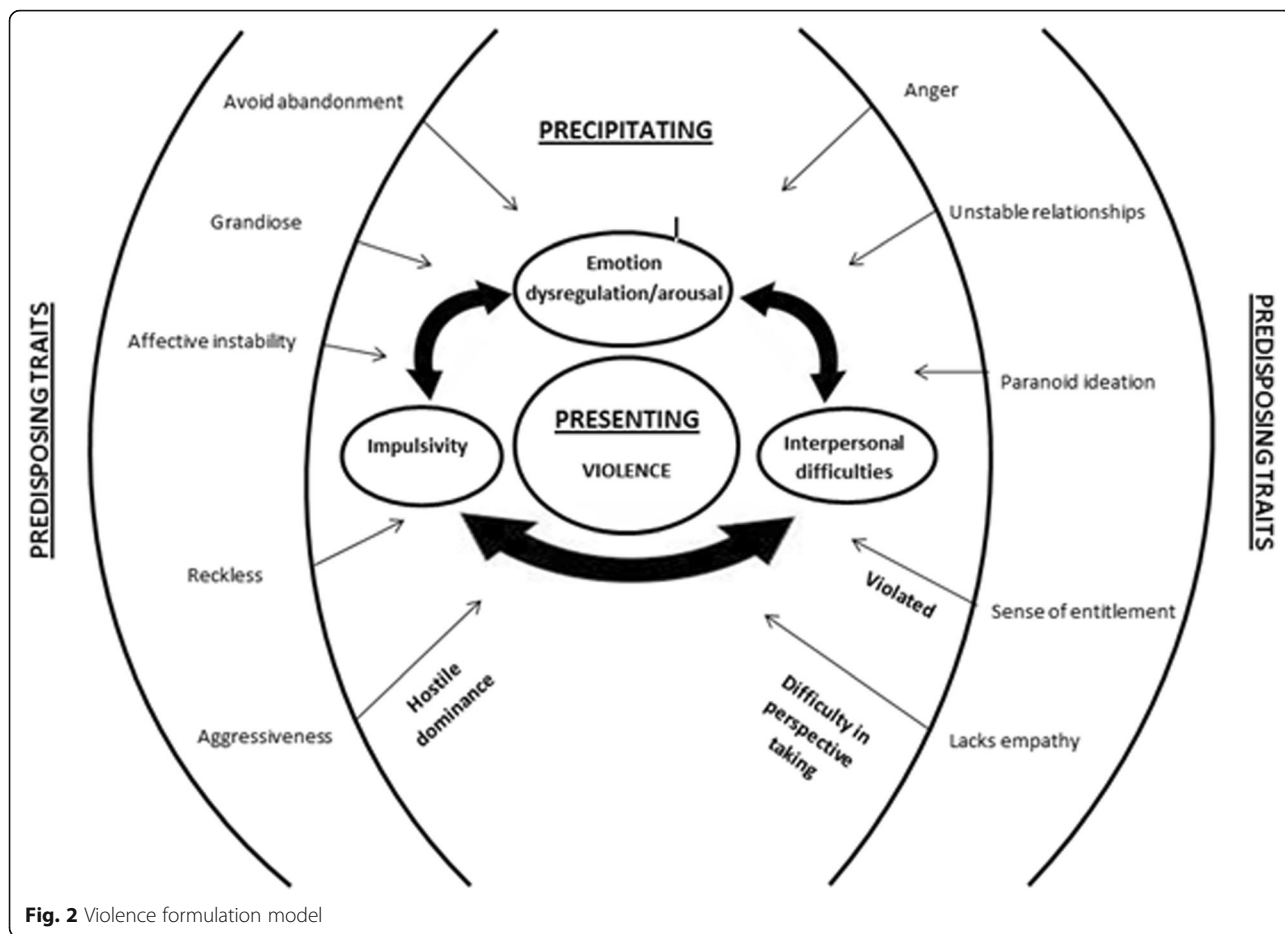 Avoid abandonment
Anger
PRECIPITATING
Grandiose
Unstable relationships
Emotion
dysregulation/arousal
PREDISPOSING TRAITS
Affective instability
Paranoid ideation
PREDISPOSING TRAITS
PRESENTING
Impulsivity
VIOLENCE
Interpersonal
difficulties
Reckless
Violated
Sense of entitlement
Hostile
dominance
Difficulty in
perspective
taking
Aggressiveness
Lacks empathy
Fig. 2 Violence formulation model